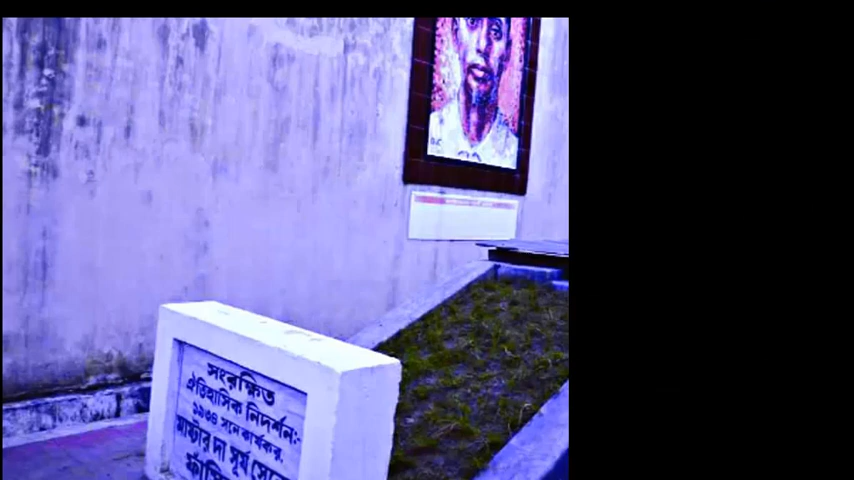 সংরক্ষিত
ঐতিহাসিক নিদর্শন:-
১৯৩৪ সনে কার্যকর
মাষ্টার দা সূর্য সেনের
ফাঁসি